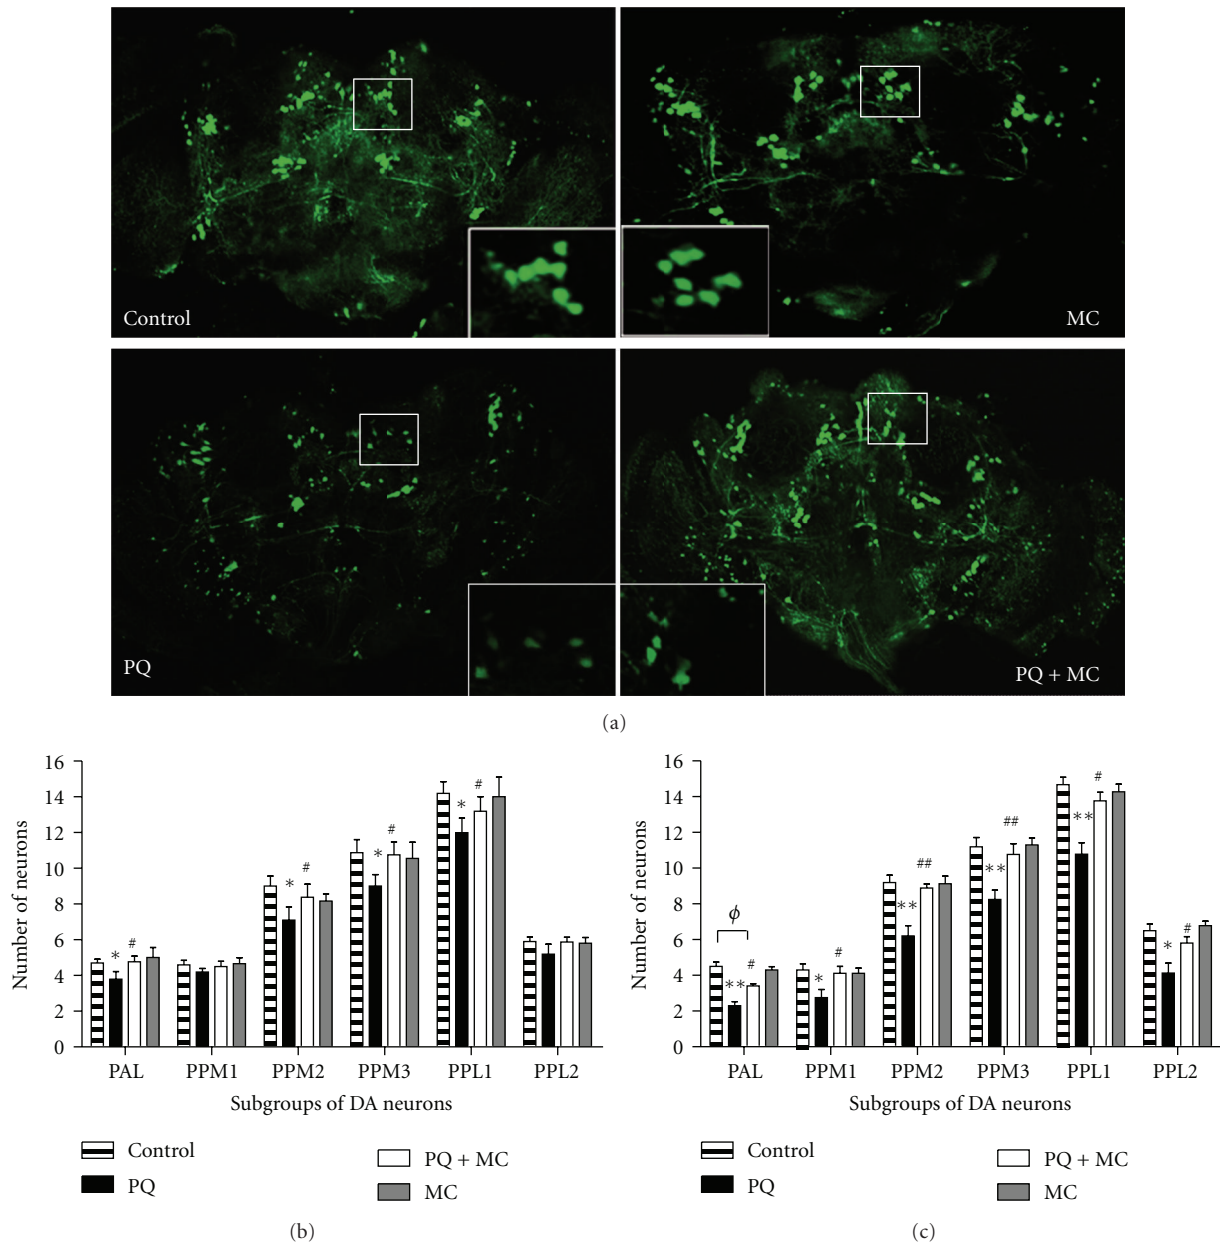 Control
MC
PQ
PQ + MC
(a)
Number of neurons
16
14
12
10
8
6
4
2
0
*
#
*
#
*
#
*
#
PAL
PPM1
PPM2
PPM3
PPL1
PPL2
Subgroups of DA neurons
Control
PQ
PQ + MC
MC
(b)
Number of neurons
16
14
12
10
8
6
4
2
0
ϕ
**
#
*
#
**
##
**
##
**
#
*
#
PAL
PPM1
PPM2
PPM3
PPL1
PPL2
Subgroups of DA neurons
Control
PQ
PQ + MC
MC
(c)